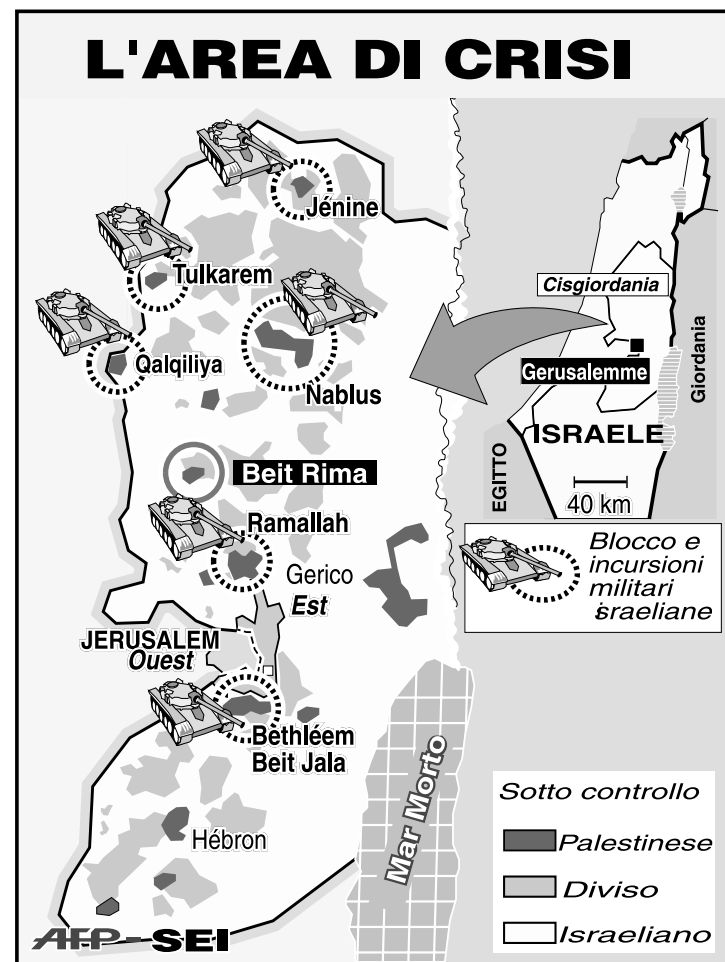 L'AREA DI CRISI
Jénine
Tulkarem
Qalqiliya
Nablus
Beit Rima
Ramallah
Gerico
Est
JERUSALEM
Ouest
Bethléem
Beit Jala
Hébron
Mar Morto
AFP-SEI
Cisgiordania
Gerusalemme
Giordania
ISRAELE
EGITTO
40 km
Blocco e
incursioni
militari
israeliane
Sotto controllo
Palestinese
Diviso
Israeliano